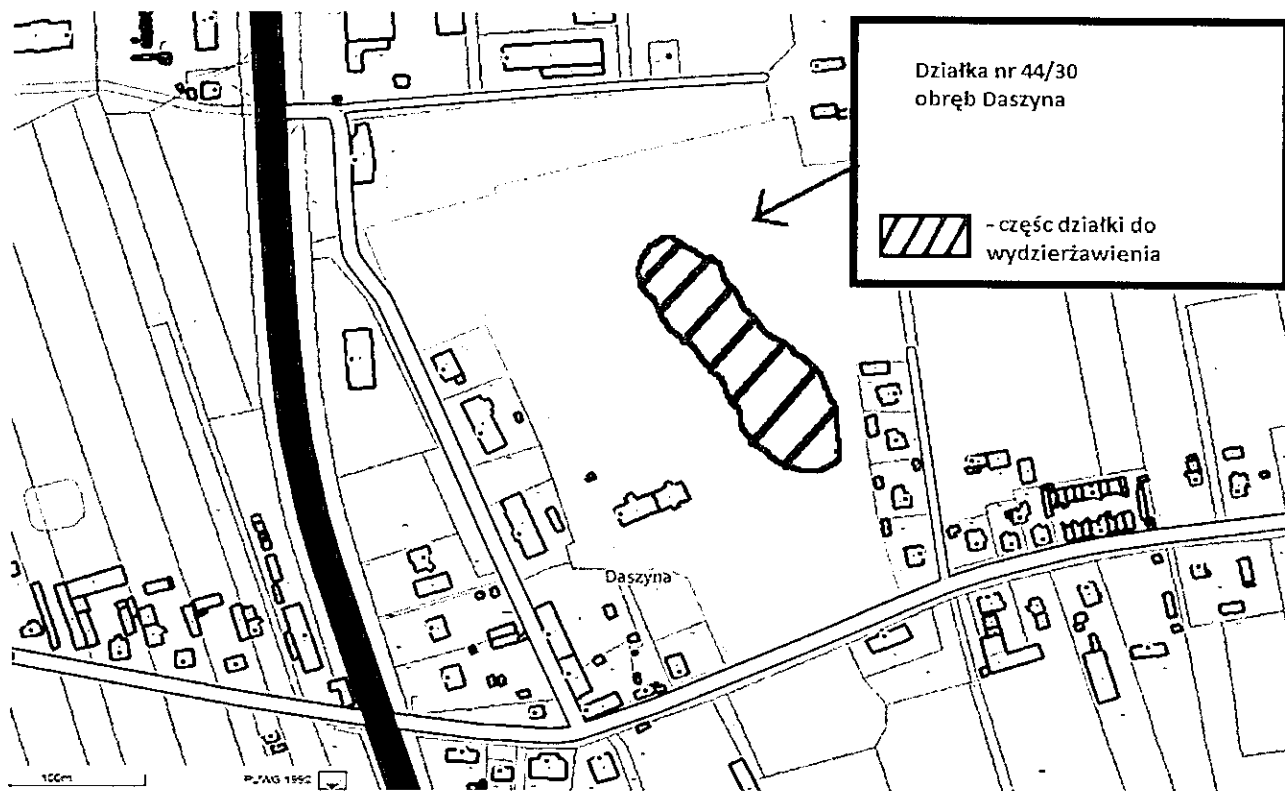 Działka nr 44/30
obręb Daszyna
- częśc działki do
wydzierżawienia
Daszyna
100m